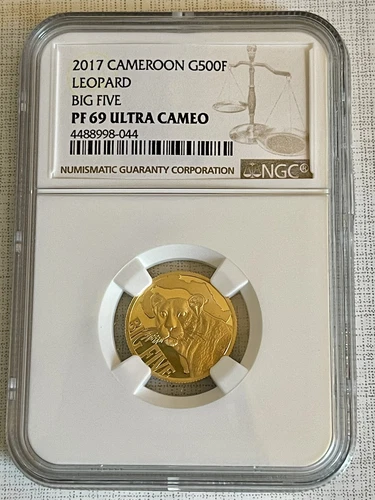 2017 CAMEROON G500F
LEOPARD
BIG FIVE
PF 69 ULTRA CAMEO
4488998-044
NUMISMATIC GUARANTY CORPORATION
NGC®
BIG FIVE